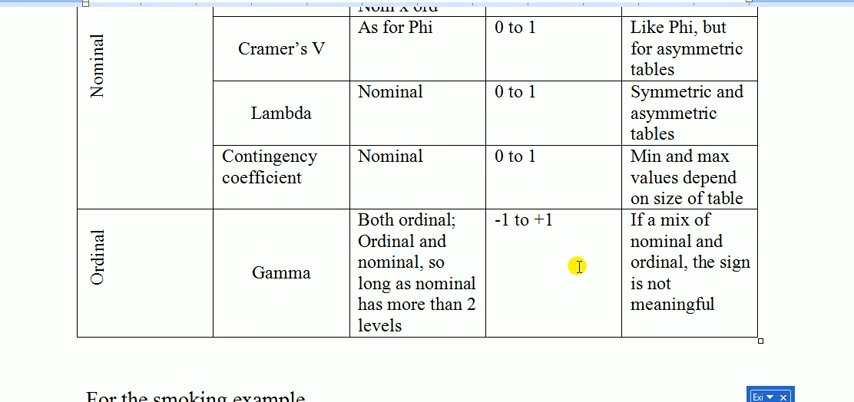 Nom x ord
Nominal
Cramer's V
As for Phi
0 to 1
Like Phi, but
for asymmetric
tables
Lambda
Nominal
0 to 1
Symmetric and
asymmetric
tables
Contingency
coefficient
Nominal
0 to 1
Min and max
values depend
on size of table
Ordinal
Gamma
Both ordinal;
Ordinal and
nominal, so
long as nominal
has more than 2
levels
-1 to +1
If a mix of
nominal and
ordinal, the sign
is not
meaningful
For the smoking example
Exi